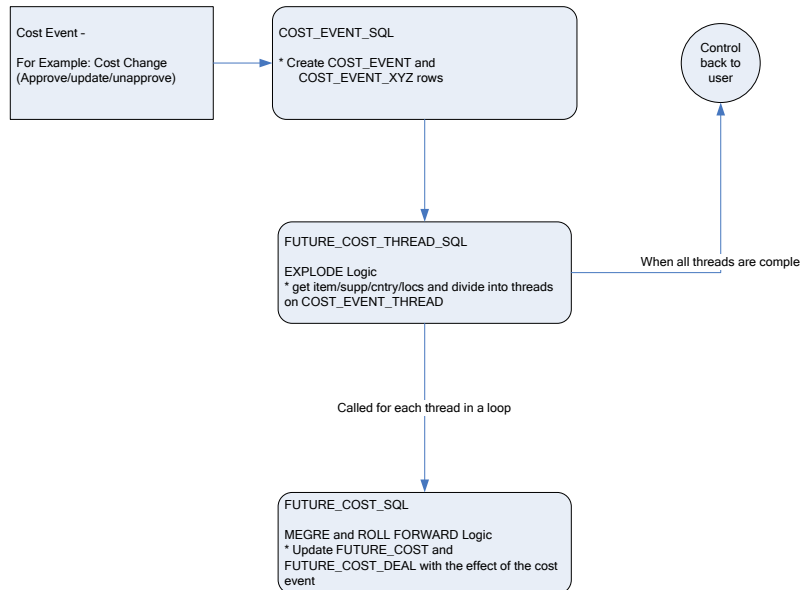 Cost Event -
For Example: Cost Change
(Approve/update/unapprove)
COST_EVENT_SQL
* Create COST_EVENT and
COST_EVENT_XYZ rows
Control
back to
user
FUTURE_COST_THREAD_SQL
EXPLODE Logic
* get item/supp/cntry/locs and divide into threads
on COST_EVENT_THREAD
When all threads are comple
Called for each thread in a loop
FUTURE_COST_SQL
MEGRE and ROLL FORWARD Logic
* Update FUTURE_COST and
FUTURE_COST_DEAL with the effect of the cost
event